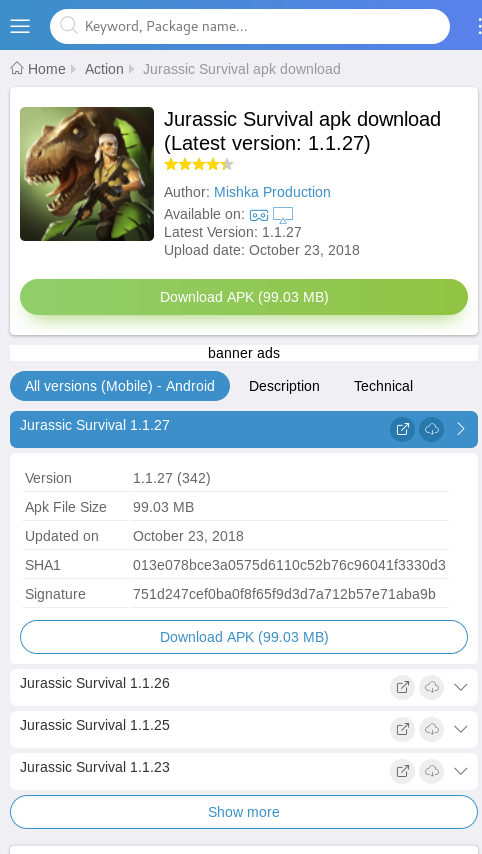 Keyword, Package name...
Home Action Jurassic Survival apk download
Jurassic Survival apk download
(Latest version: 1.1.27)
Author: Mishka Production
Available on:
Latest Version: 1.1.27
Upload date: October 23, 2018
Download APK (99.03 MB)
banner ads
All versions (Mobile) - Android Description Technical
Jurassic Survival 1.1.27
Version 1.1.27 (342)
Apk File Size 99.03 MB
Updated on October 23, 2018
SHA1 013e078bce3a0575d6110c52b76c96041f3330d3
Signature 751d247cef0ba0f8f65f9d3d7a712b57e71aba9b
Download APK (99.03 MB)
Jurassic Survival 1.1.26
Jurassic Survival 1.1.25
Jurassic Survival 1.1.23
Show more